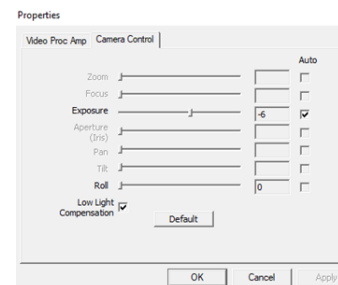 Properties
Video Proc Amp Camera Control
Auto
Zoom
Focus
Exposure -6
Aperture
(Iris)
Pan
Tilt
Roll 0
Low Light
Compensation
Default
OK Cancel Apply